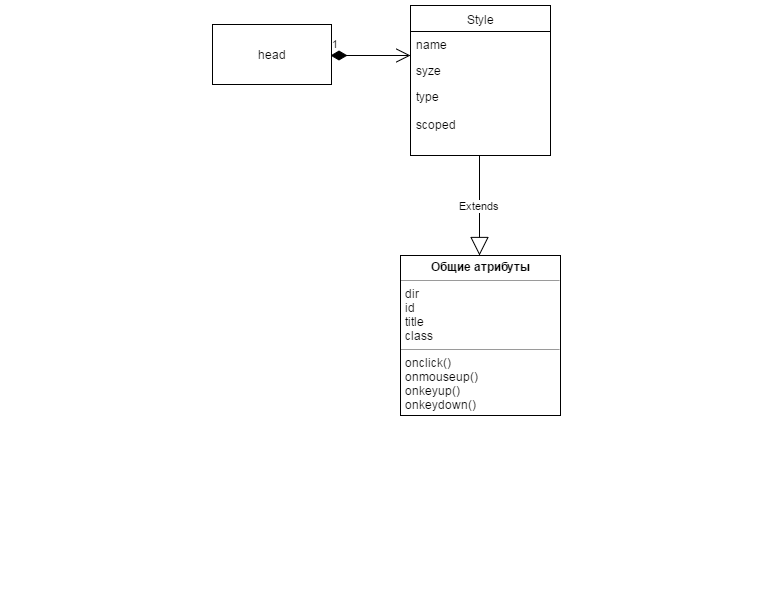 head
1
Style
name
syze
type
scoped
Extends
Общие атрибуты
dir
id
title
class
onclick()
onmouseup()
onkeyup()
onkeydown()